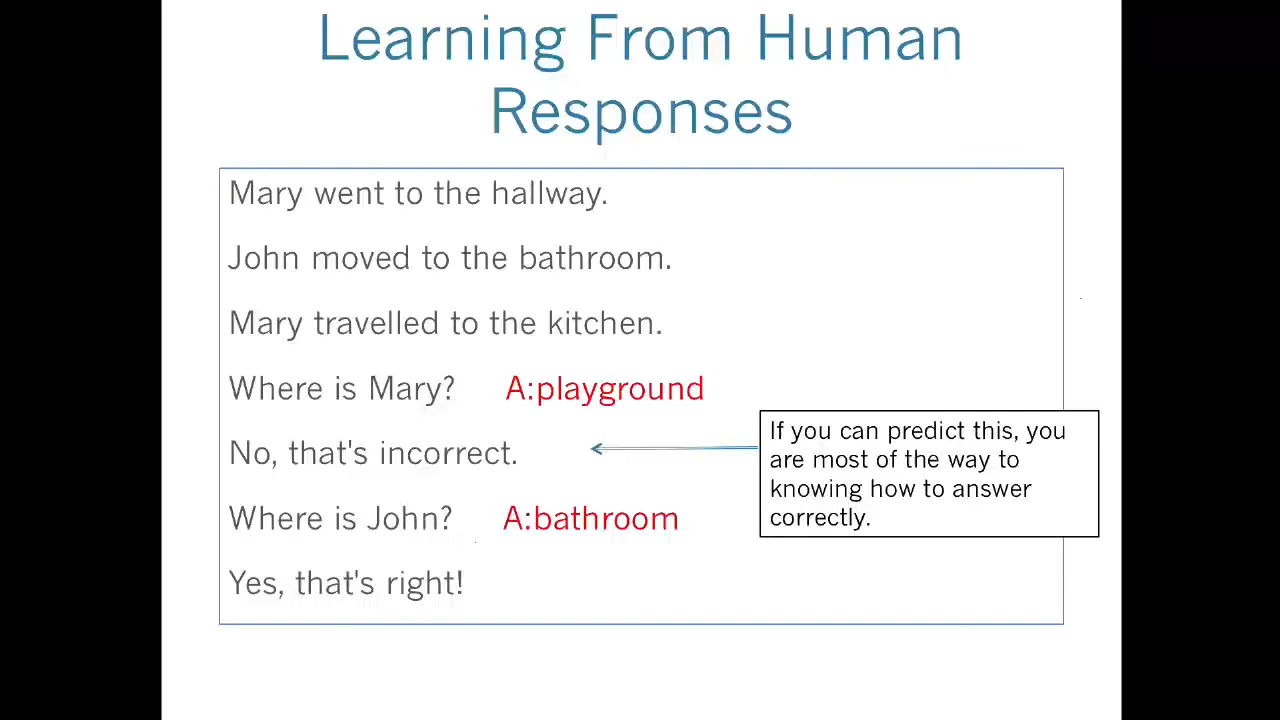 Learning From Human
Responses
Mary went to the hallway.
John moved to the bathroom.
Mary travelled to the kitchen.
Where is Mary? A:playground
No, that's incorrect.
If you can predict this, you
are most of the way to
knowing how to answer
correctly.
Where is John? A:bathroom
Yes, that's right!